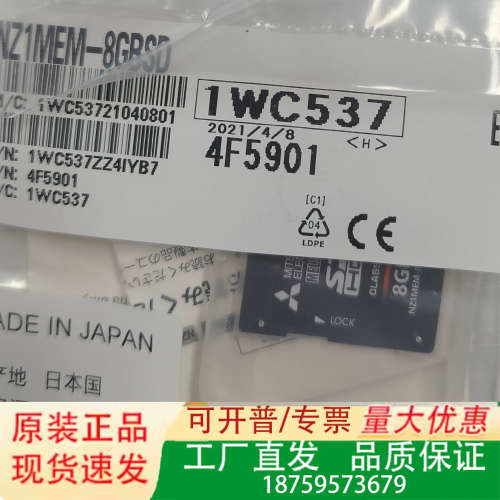 NZ1MEM-8GBSD
/C: 1WC53721040801
/N: 1WC537ZZ4IYB7
/N: 4F5901
/C: 1WC537
1WC537
2021/4/8
<H>
4F5901
[C1]
04
LDPE
CE
8G
NZ1MEM
LOCK
ADE IN JAPAN
产地 日本国
原装正品
现货速发
可开普/专票
量大优惠
工厂直发 品质保证
18759573679